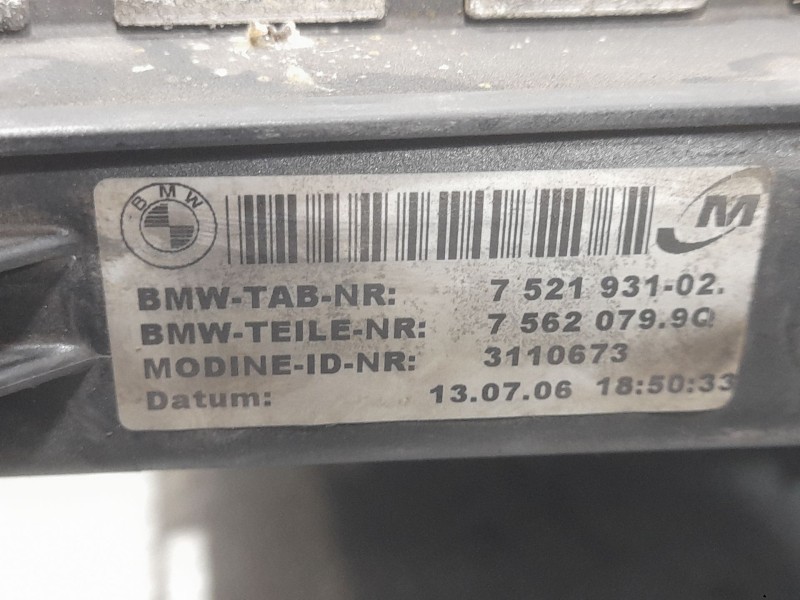 BMW
M
BMW-TAB-NR: 7 521 931-02.
BMW-TEILE-NR: 7 562 079.9
MODINE-ID-NR: 3110673
Datum: 13.07.06 18:50:33